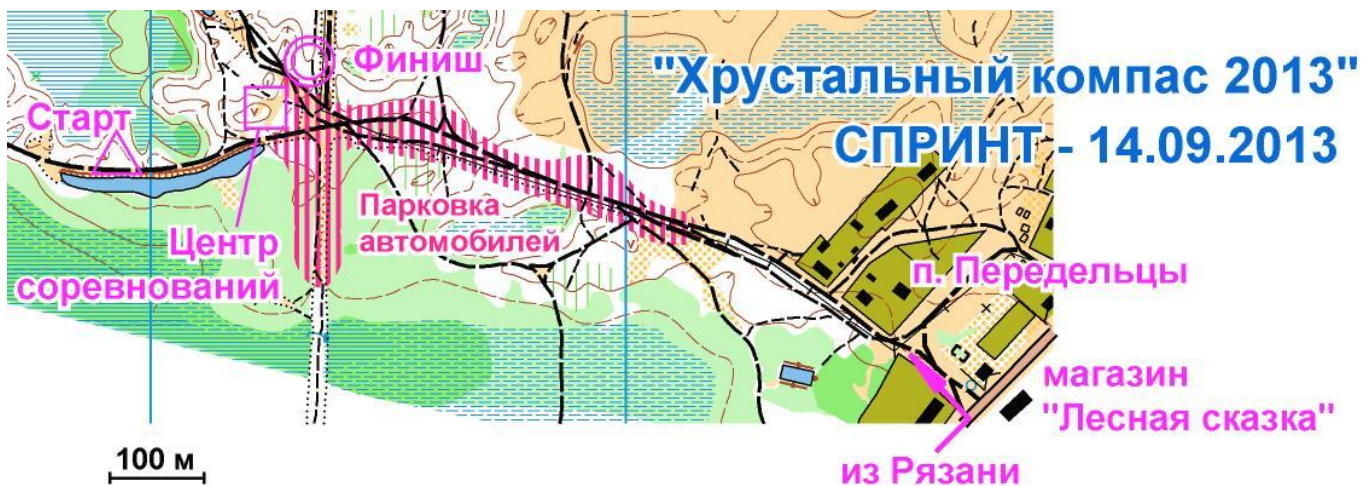 Финиш
"Хрустальный компас 2013"
Старт
СПРИНТ - 14.09.2013
Парковка
автомобилей
Центр
соревнований
п. Передельцы
магазин
"Лесная сказка"
100 м
из Рязани